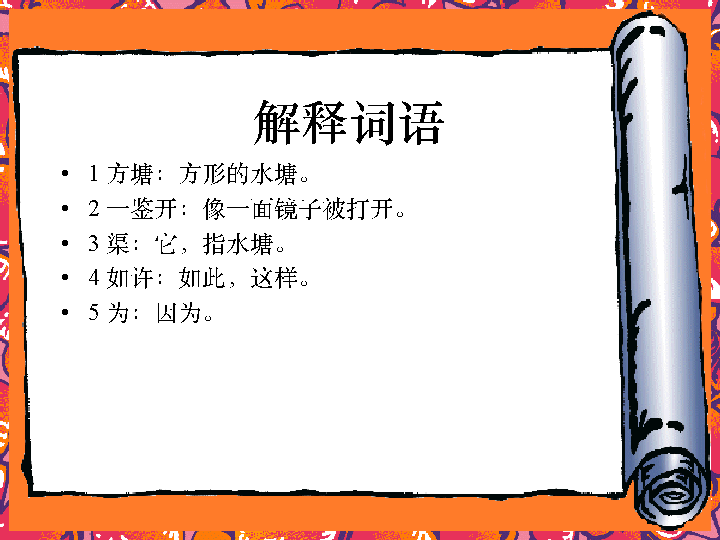 解释词语
• 1 方塘：方形的水塘。
• 2 一鉴开：像一面镜子被打开。
• 3 渠：它，指水塘。
• 4 如许：如此，这样。
• 5 为：因为。